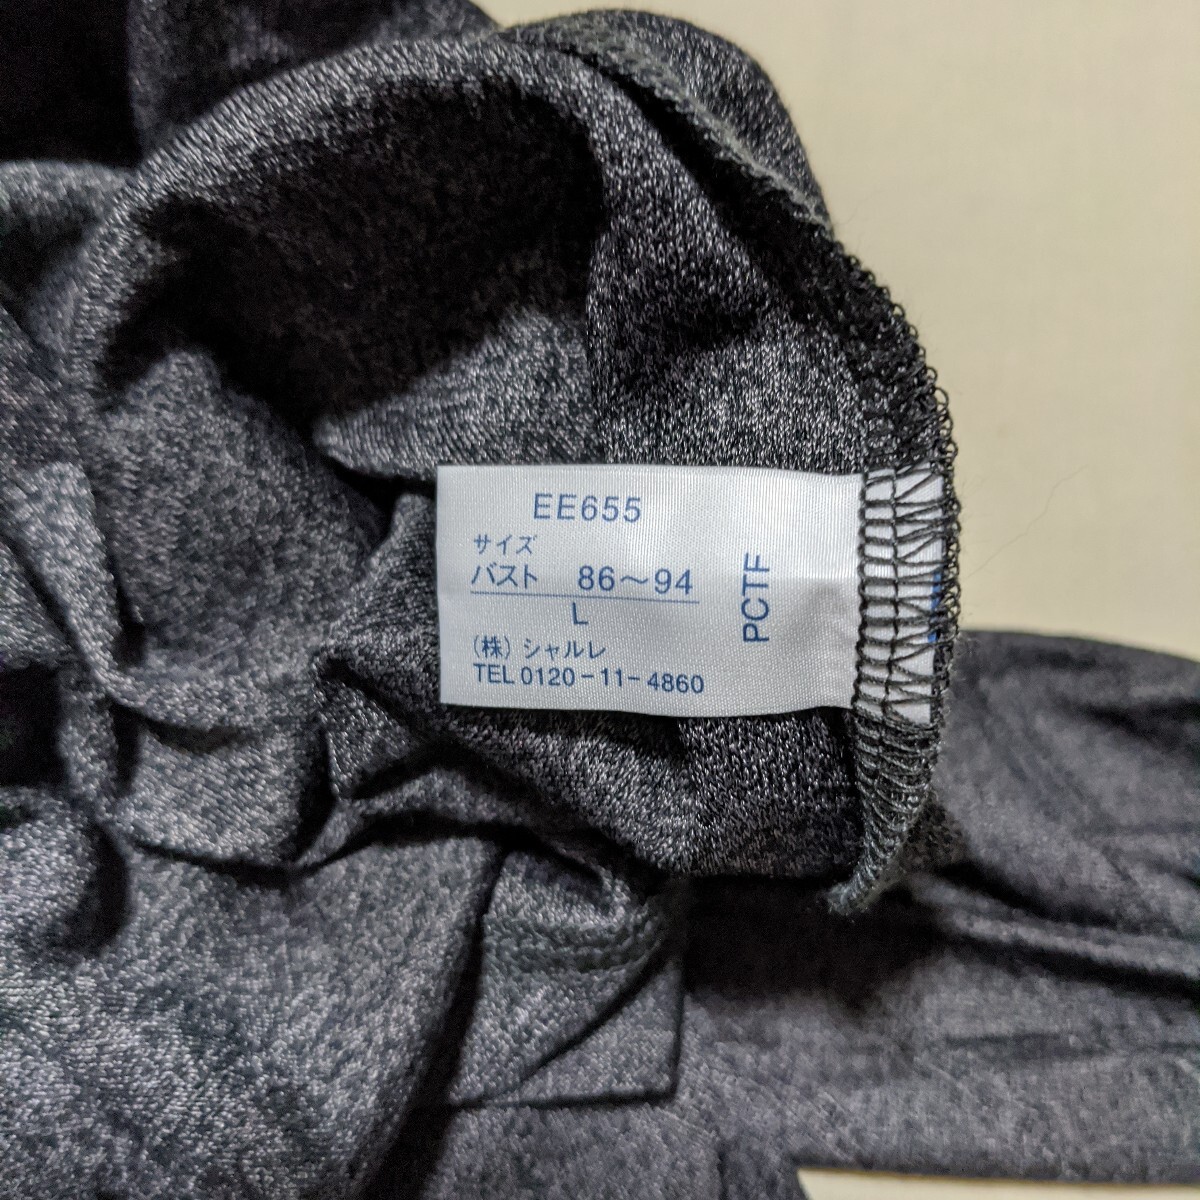 EE655
サイズ
バスト 86～94
L
(株) シャルレ
TEL 0120-11-4860
PCTF